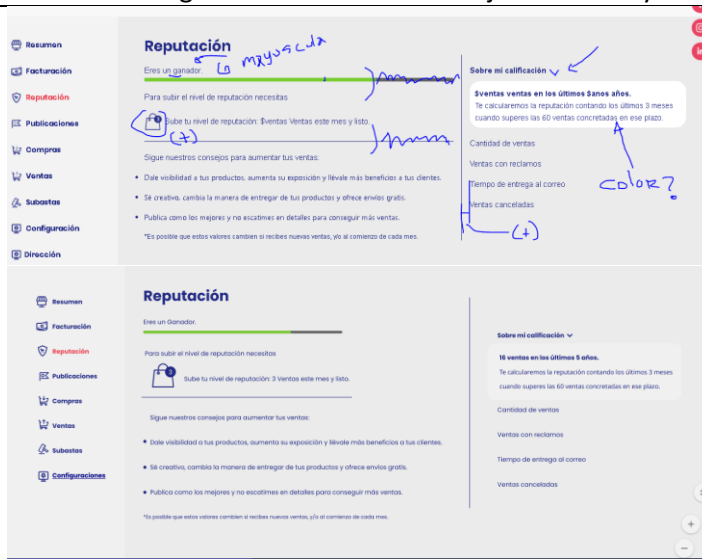 Resumen
Facturación
Reputación
Publicaciones
Compras
Ventas
Subastas
Configuración
Dirección
Reputación
mayuscula
Eres un ganador.
Para subir el nivel de reputación necesitas
Sube tu nivel de reputación: $ventas Ventas este mes y listo.
(+)
Sigue nuestros consejos para aumentar tus ventas:
• Dale visibilidad a tus productos, aumenta su exposición y llévale más beneficios a tus clientes.
• Sé creativo, cambia la manera de entregar de tus productos y ofrece envíos gratis.
• Publica como los mejores y no escatimes en detalles para conseguir más ventas.
*Es posible que estos valores cambien si recibes nuevas ventas, y/o al comienzo de cada mes.
Sobre mi calificación
$ventas ventas en los últimos $anos años.
Te calcularemos la reputación contando los últimos 3 meses
cuando superes las 60 ventas concretadas en ese plazo.
Cantidad de ventas
Ventas con reclamos
Tiempo de entrega al correo
Ventas canceladas
COLOR?
(+)
Resumen
Facturación
Reputación
Publicaciones
Compras
Ventas
Subastas
Configuraciones
Reputación
Eres un Ganador.
Para subir el nivel de reputación necesitas
3
Sube tu nivel de reputación: 3 Ventas este mes y listo.
Sigue nuestros consejos para aumentar tus ventas:
• Dale visibilidad a tus productos, aumenta su exposición y llévale más beneficios a tus clientes.
• Sé creativo, cambia la manera de entregar de tus productos y ofrece envíos gratis.
• Publica como los mejores y no escatimes en detalles para conseguir más ventas.
*Es posible que estos valores cambien si recibes nuevas ventas, y/o al comienzo de cada mes.
Sobre mi calificación
16 ventas en los últimos 5 años.
Te calcularemos la reputación contando los últimos 3 meses
cuando superes las 60 ventas concretadas en ese plazo.
Cantidad de ventas
Ventas con reclamos
Tiempo de entrega al correo
Ventas canceladas